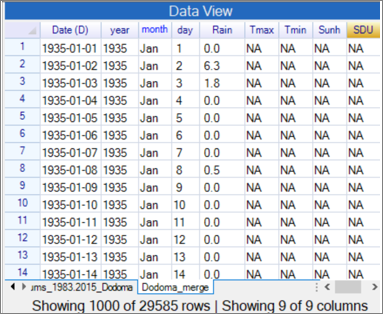 Data View
Date (D) year month day Rain Tmax Tmin Sunh SDU
1 1935-01-01 1935 Jan 1 0.0 NA NA NA NA
2 1935-01-02 1935 Jan 2 6.3 NA NA NA NA
3 1935-01-03 1935 Jan 3 1.8 NA NA NA NA
4 1935-01-04 1935 Jan 4 0.0 NA NA NA NA
5 1935-01-05 1935 Jan 5 0.0 NA NA NA NA
6 1935-01-06 1935 Jan 6 0.0 NA NA NA NA
7 1935-01-07 1935 Jan 7 0.0 NA NA NA NA
8 1935-01-08 1935 Jan 8 0.5 NA NA NA NA
9 1935-01-09 1935 Jan 9 0.0 NA NA NA NA
10 1935-01-10 1935 Jan 10 0.0 NA NA NA NA
11 1935-01-11 1935 Jan 11 0.0 NA NA NA NA
12 1935-01-12 1935 Jan 12 0.0 NA NA NA NA
13 1935-01-13 1935 Jan 13 0.0 NA NA NA NA
14 1935-01-14 1935 Jan 14 0.0 NA NA NA NA
ms_1983.2015_Dodoma Dodoma_merge
Showing 1000 of 29585 rows | Showing 9 of 9 columns